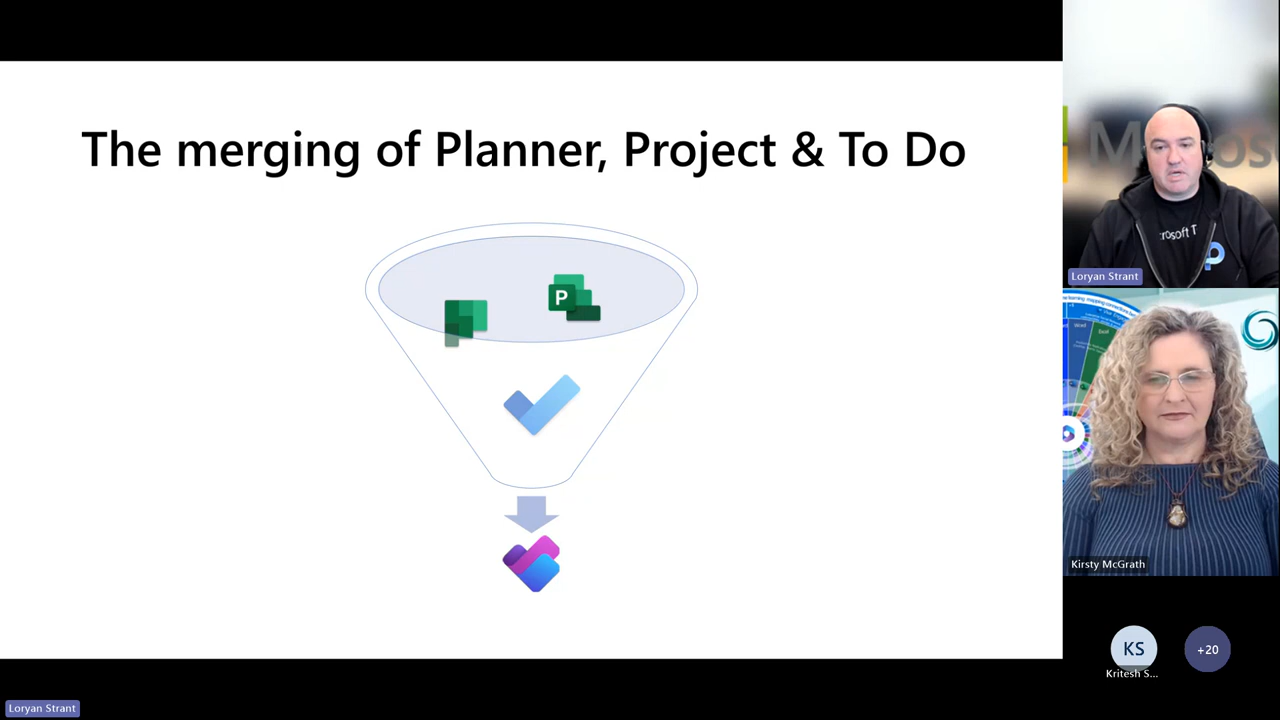 The merging of Planner, Project & To Do
P
Loryan Strant
Kirsty McGrath
KS
+20
Kritesh S...
Loryan Strant